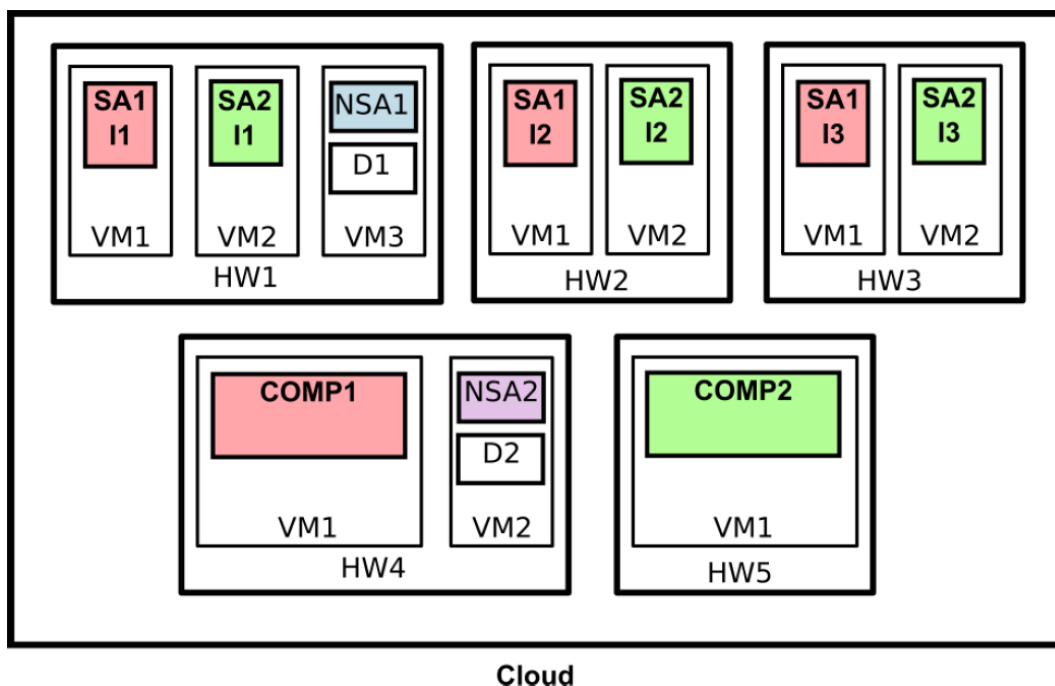 SA1
I1
VM1
SA2
I1
VM2
NSA1
D1
VM3
HW1
SA1
I2
VM1
SA2
I2
VM2
HW2
SA1
I3
VM1
SA2
I3
VM2
HW3
COMP1
VM1
NSA2
D2
VM2
HW4
COMP2
VM1
HW5
Cloud